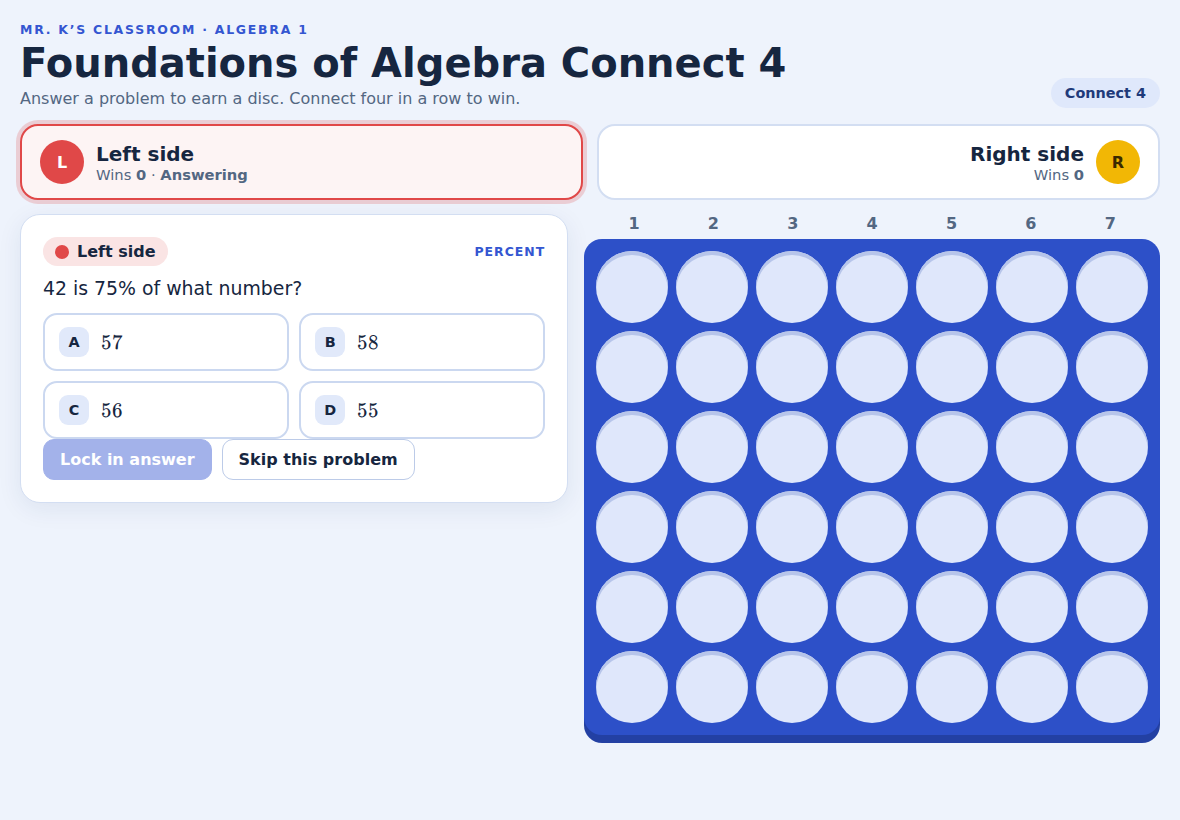 MR. K’S CLASSROOM · ALGEBRA 1
Foundations of Algebra Connect 4
Answer a problem to earn a disc. Connect four in a row to win.
Connect 4
L
Left side
Wins 0 · Answering
Right side
Wins 0
R
Left side
PERCENT
42 is 75% of what number?
A 57
B 58
C 56
D 55
Lock in answer
Skip this problem
1 2 3 4 5 6 7